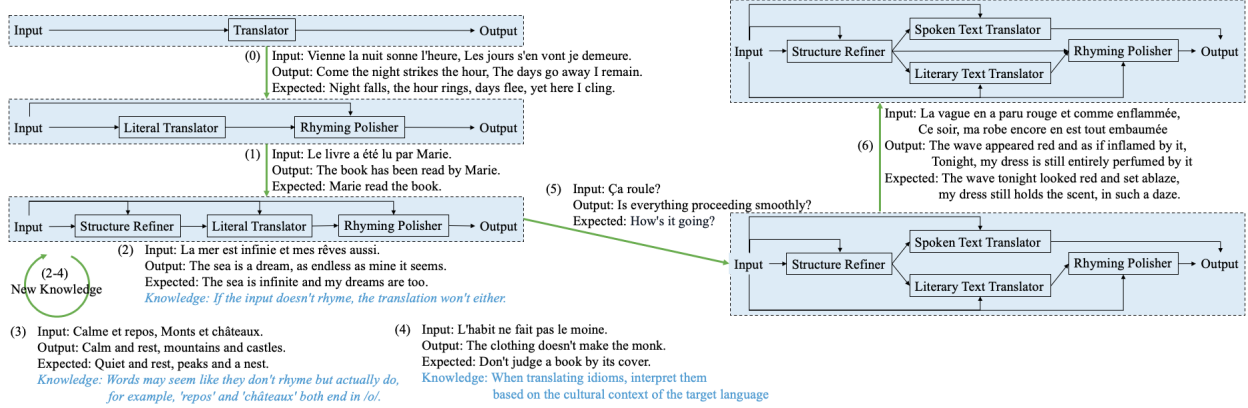 Input
Translator
Output
(0)
Input: Vienne la nuit sonne l'heure, Les jours s'en vont je demeure.
Output: Come the night strikes the hour, The days go away I remain.
Expected: Night falls, the hour rings, days flee, yet here I cling.
Input
Literal Translator
Rhyming Polisher
Output
(1)
Input: Le livre a été lu par Marie.
Output: The book has been read by Marie.
Expected: Marie read the book.
Input
Structure Refiner
Literal Translator
Rhyming Polisher
Output
(2-4)
New Knowledge
(2)
Input: La mer est infinie et mes rêves aussi.
Output: The sea is a dream, as endless as mine it seems.
Expected: The sea is infinite and my dreams are too.
Knowledge: If the input doesn't rhyme, the translation won't either.
(3)
Input: Calme et repos, Monts et châteaux.
Output: Calm and rest, mountains and castles.
Expected: Quiet and rest, peaks and a nest.
Knowledge: Words may seem like they don't rhyme but actually do,
for example, 'repos' and 'châteaux' both end in /o/.
(4)
Input: L'habit ne fait pas le moine.
Output: The clothing doesn't make the monk.
Expected: Don't judge a book by its cover.
Knowledge: When translating idioms, interpret them
based on the cultural context of the target language
(5)
Input: Ça roule?
Output: Is everything proceeding smoothly?
Expected: How's it going?
Input
Structure Refiner
Spoken Text Translator
Literary Text Translator
Rhyming Polisher
Output
(6)
Input: La vague en a paru rouge et comme enflammée,
Ce soir, ma robe encore en est tout embaumée
Output: The wave appeared red and as if inflamed by it,
Tonight, my dress is still entirely perfumed by it
Expected: The wave tonight looked red and set ablaze,
my dress still holds the scent, in such a daze.
Input
Structure Refiner
Spoken Text Translator
Literary Text Translator
Rhyming Polisher
Output